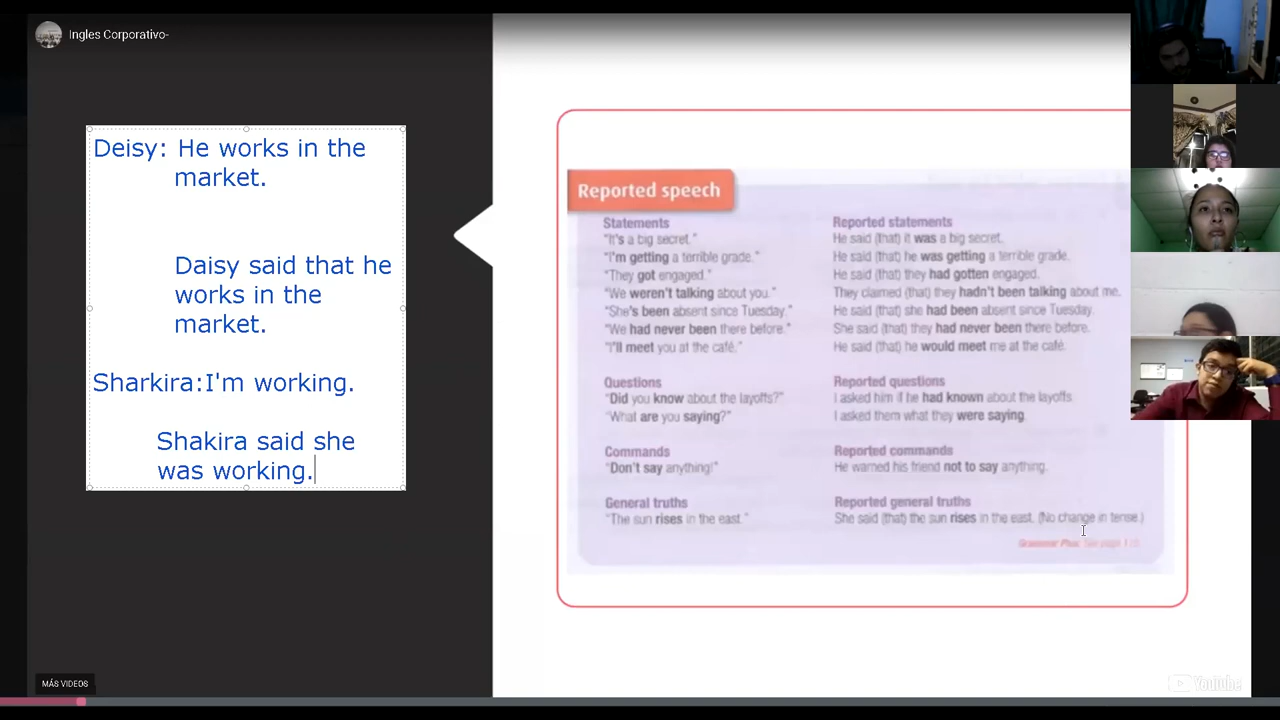 Ingles Corporativo-
Deisy: He works in the
market.
Daisy said that he
works in the
market.
Sharkira:I'm working.
Shakira said she
was working.
Reported speech
Statements
"It's a big secret."
"I'm getting a terrible grade."
"They got engaged."
"We weren't talking about you."
"She's been absent since Tuesday."
"We had never been there before."
"I'll meet you at the café."
Reported statements
He said (that) it was a big secret.
He said (that) he was getting a terrible grade.
He said (that) they had gotten engaged.
They claimed (that) they hadn't been talking about me.
He said (that) she had been absent since Tuesday.
She said (that) they had never been there before.
He said (that) he would meet me at the café.
Questions
"Did you know about the layoffs?"
"What are you saying?"
Reported questions
I asked him if he had known about the layoffs
I asked them what they were saying.
Commands
"Don't say anything!"
Reported commands
He warned his friend not to say anything.
General truths
"The sun rises in the east."
Reported general truths
She said (that) the sun rises in the east. (No change in tense.)
Grammar Plus: See page
MÁS VIDEOS
YouTube